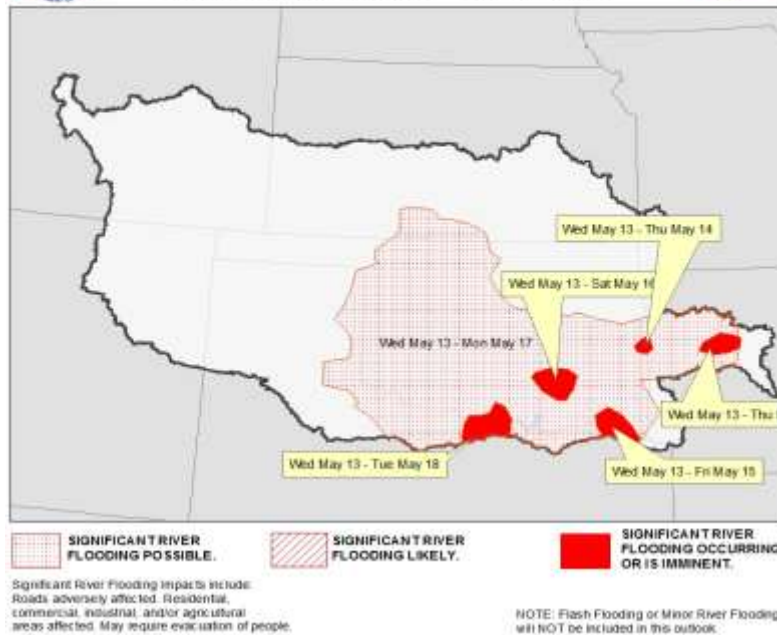 Wed May 13 - Thu May 14
Wed May 13 - Sat May 16
Wed May 13 - Mon May 17
Wed May 13 - Thu
Wed May 13 - Tue May 18
Wed May 13 - Fri May 15
SIGNIFICANT RIVER
FLOODING POSSIBLE.
SIGNIFICANT RIVER
FLOODING LIKELY.
SIGNIFICANT RIVER
FLOODING OCCURRING
OR IS IMMINENT.
Significant River Flooding Impacts Include:
Roads adversely affected. Residential,
commercial, industrial, and/or agricultural
areas affected. May require evacuation of people.
NOTE: Flash Flooding or Minor River Flooding
will NOT be included in this outlook.